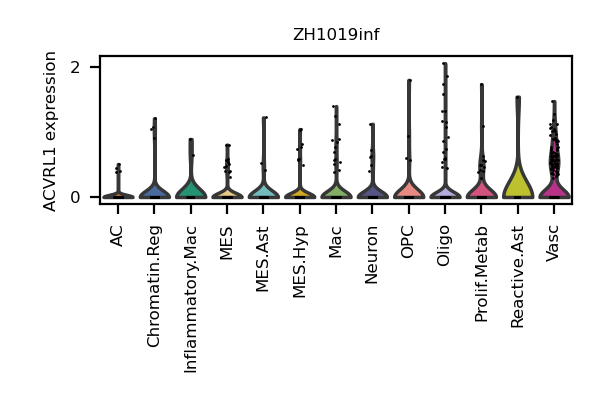 ZH1019inf
ACVRL1 expression
2
0
AC
Chromatin.Reg
Inflammatory.Mac
MES
MES.Ast
MES.Hyp
Mac
Neuron
OPC
Oligo
Prolif.Metab
Reactive.Ast
Vasc